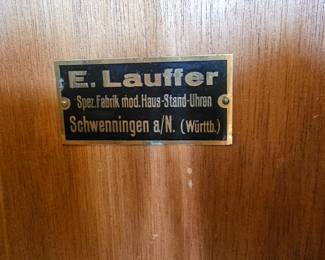 E. Lauffer
Spez. Fabrik mod. Haus-Stand-Uhren
Schwenningen a/N. (Württb.)